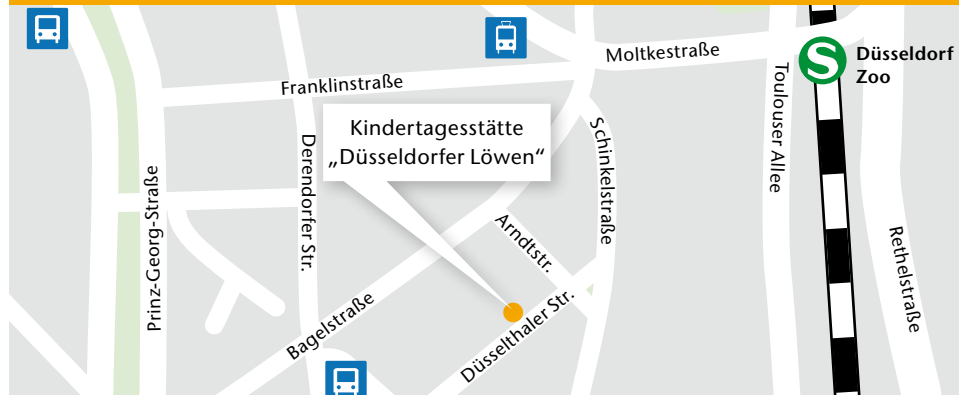 Moltkestraße
S
Düsseldorf
Zoo
Franklinstraße
Toulouser Allee
Kindertagesstätte
„Düsseldorfer Löwen“
Schinkelstraße
Derendorfer Str.
Prinz-Georg-Straße
Arndtstr.
Rethelstraße
Bagelstraße
Düsselthaler Str.